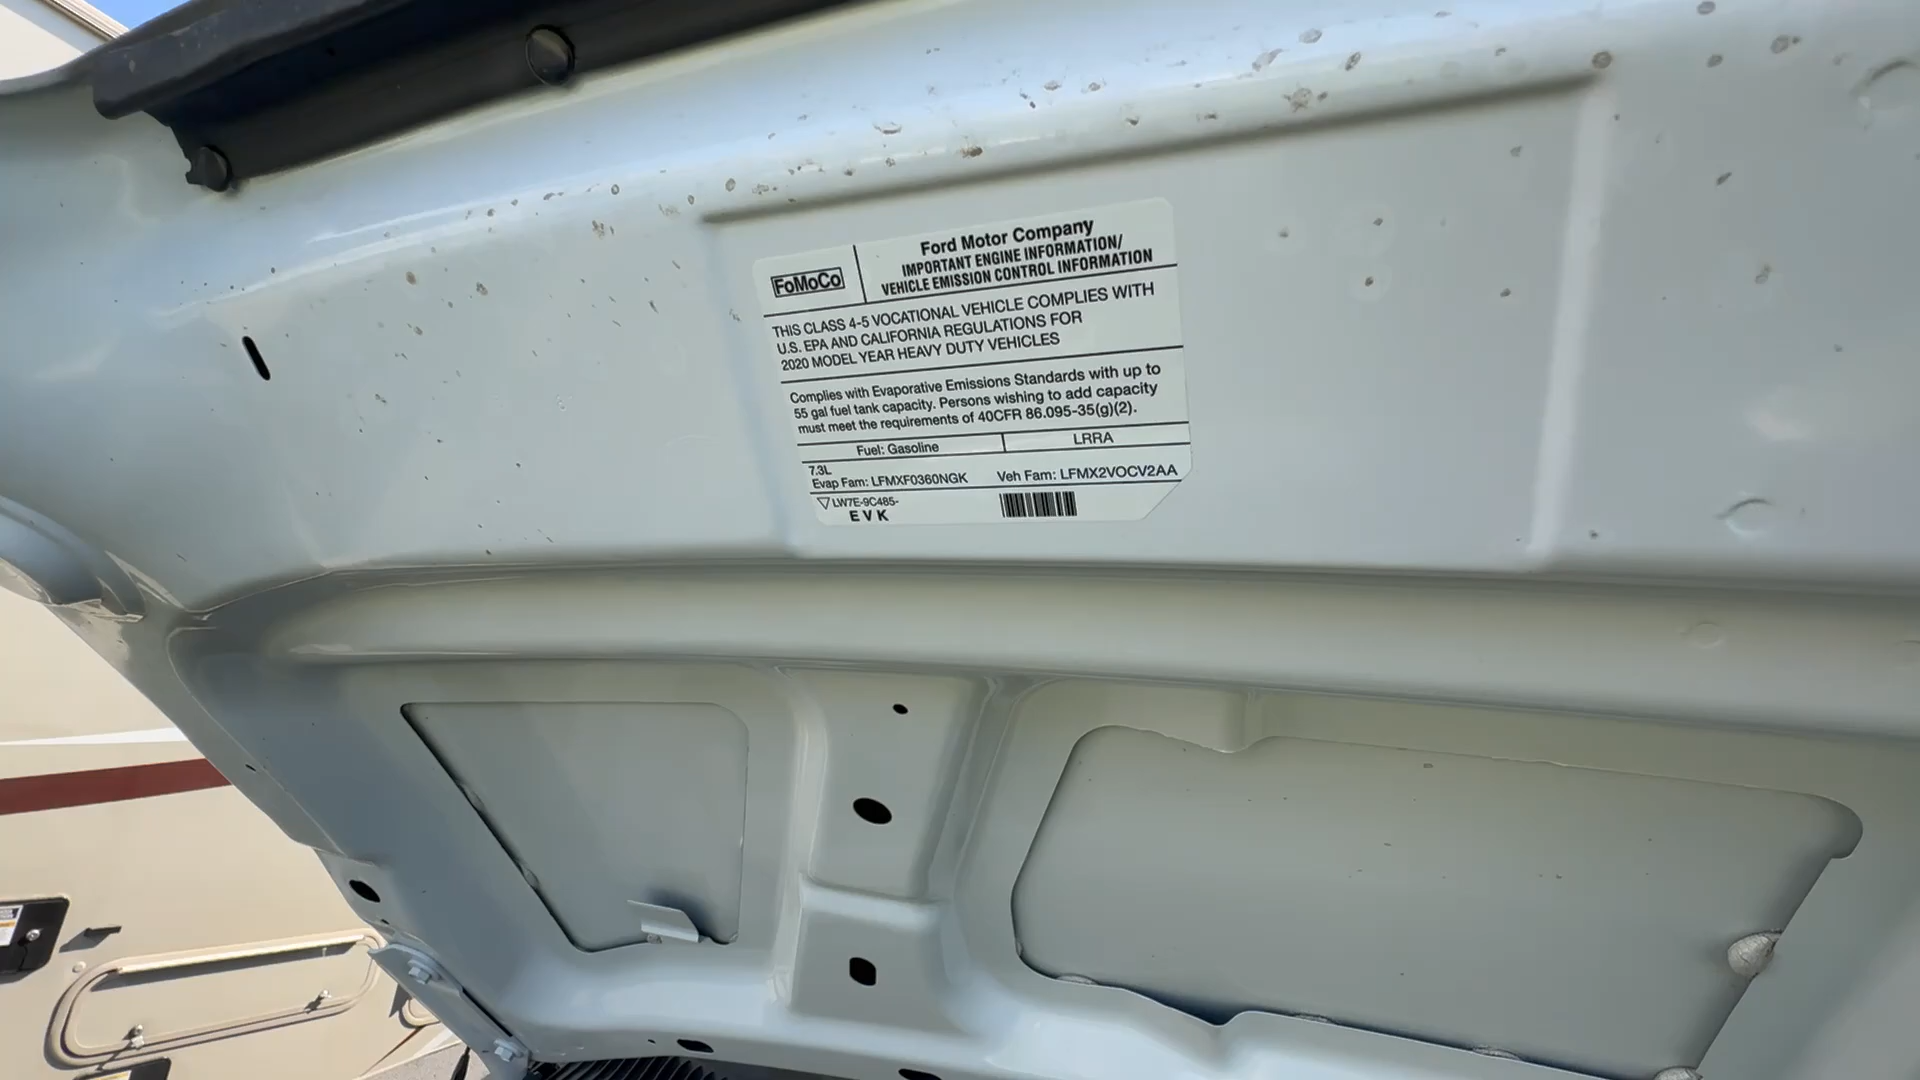 FoMoCo
Ford Motor Company
IMPORTANT ENGINE INFORMATION/
VEHICLE EMISSION CONTROL INFORMATION
THIS CLASS 4-5 VOCATIONAL VEHICLE COMPLIES WITH
U.S. EPA AND CALIFORNIA REGULATIONS FOR
2020 MODEL YEAR HEAVY DUTY VEHICLES
Complies with Evaporative Emissions Standards with up to
55 gal fuel tank capacity. Persons wishing to add capacity
must meet the requirements of 40CFR 86.095-35(g)(2).
Fuel: Gasoline LRRA
7.3L
Evap Fam: LFMXF0360NGK Veh Fam: LFMX2VOCV2AA
LW7E-9C485-
E V K